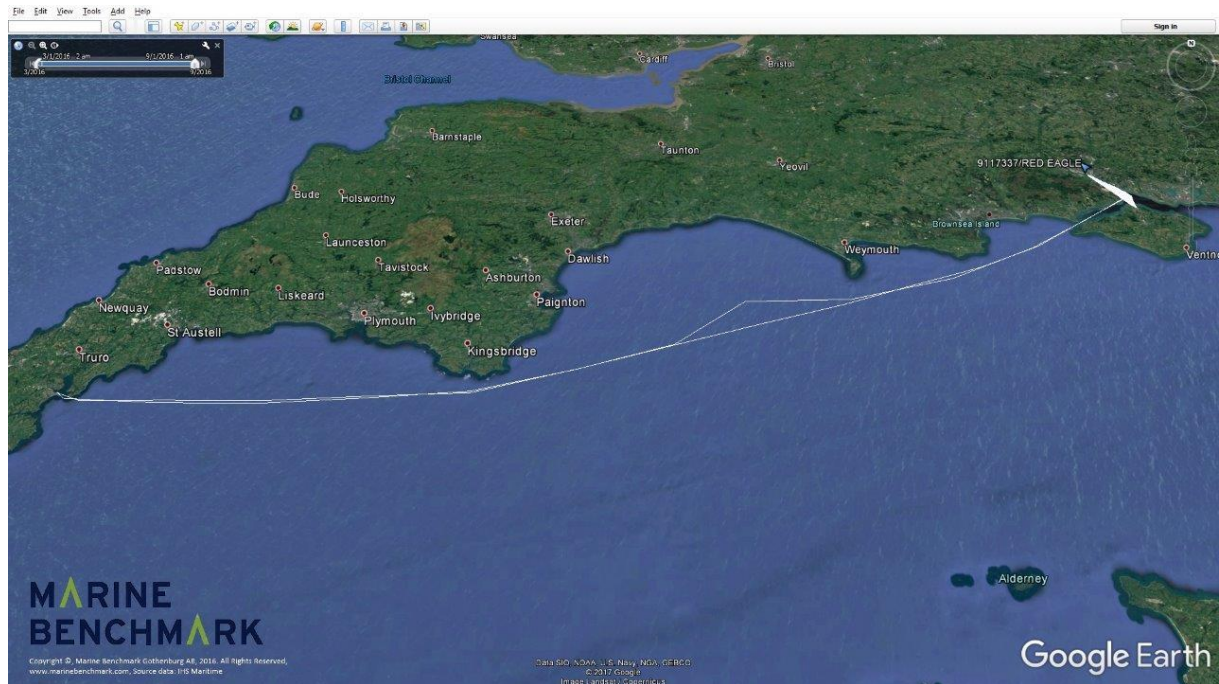 File Edit View Tools Add Help
Sign in
3/1/2016 2 am 9/1/2016 1 am
3/2016 9/2016
N
Swansea
Cardiff
Bristol
Bristol Channel
Barnstaple
Taunton
Yeovil
9117337/RED EAGLE
Bude
Holsworthy
Exeter
Brownsea Island
Launceston
Weymouth
Ventno
Dawlish
Padstow
Tavistock
Ashburton
Bodmin
Liskeard
Paignton
Newquay
Plymouth
Ivybridge
St Austell
Kingsbridge
Truro
Alderney
MARINE
BENCHMARK
Copyright ©, Marine Benchmark Gothenburg AB, 2016. All Rights Reserved,
www.marinebenchmark.com, Source data: IHS Maritime
Data SIO, NOAA, U.S. Navy, NGA, GEBCO
© 2017 Google
Image Landsat / Copernicus
Google Earth